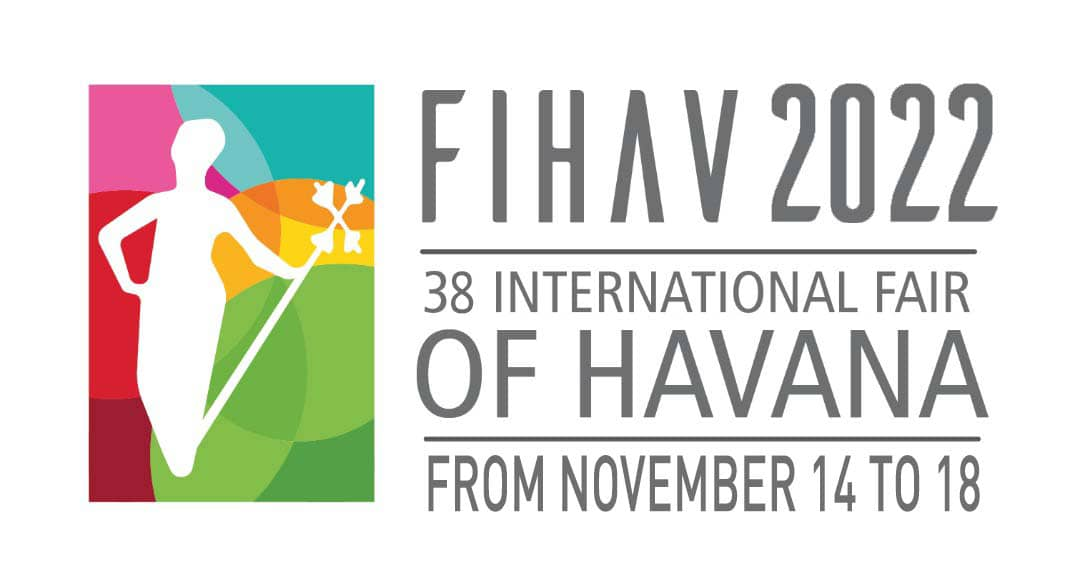 FIHAV 2022
38 INTERNATIONAL FAIR
OF HAVANA
FROM NOVEMBER 14 TO 18